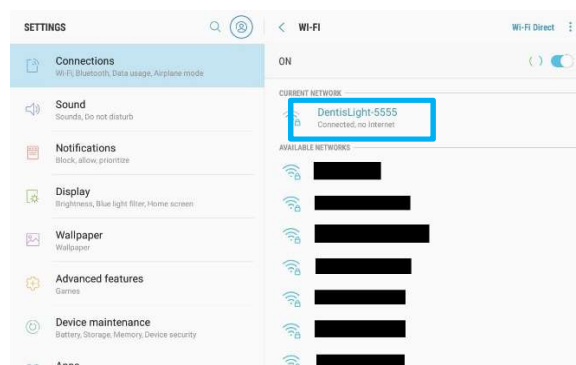 SETTINGS
Connections
Wi-Fi, Bluetooth, Data usage, Airplane mode
Sound
Sounds, Do not disturb
Notifications
Block, allow, prioritize
Display
Brightness, Blue light filter, Home screen
Wallpaper
Wallpaper
Advanced features
Games
Device maintenance
Battery, Storage, Memory, Device security
Apps
WI-FI
Wi-Fi Direct
ON
CURRENT NETWORK
DentisLight-5555
Connected, no Internet
AVAILABLE NETWORKS